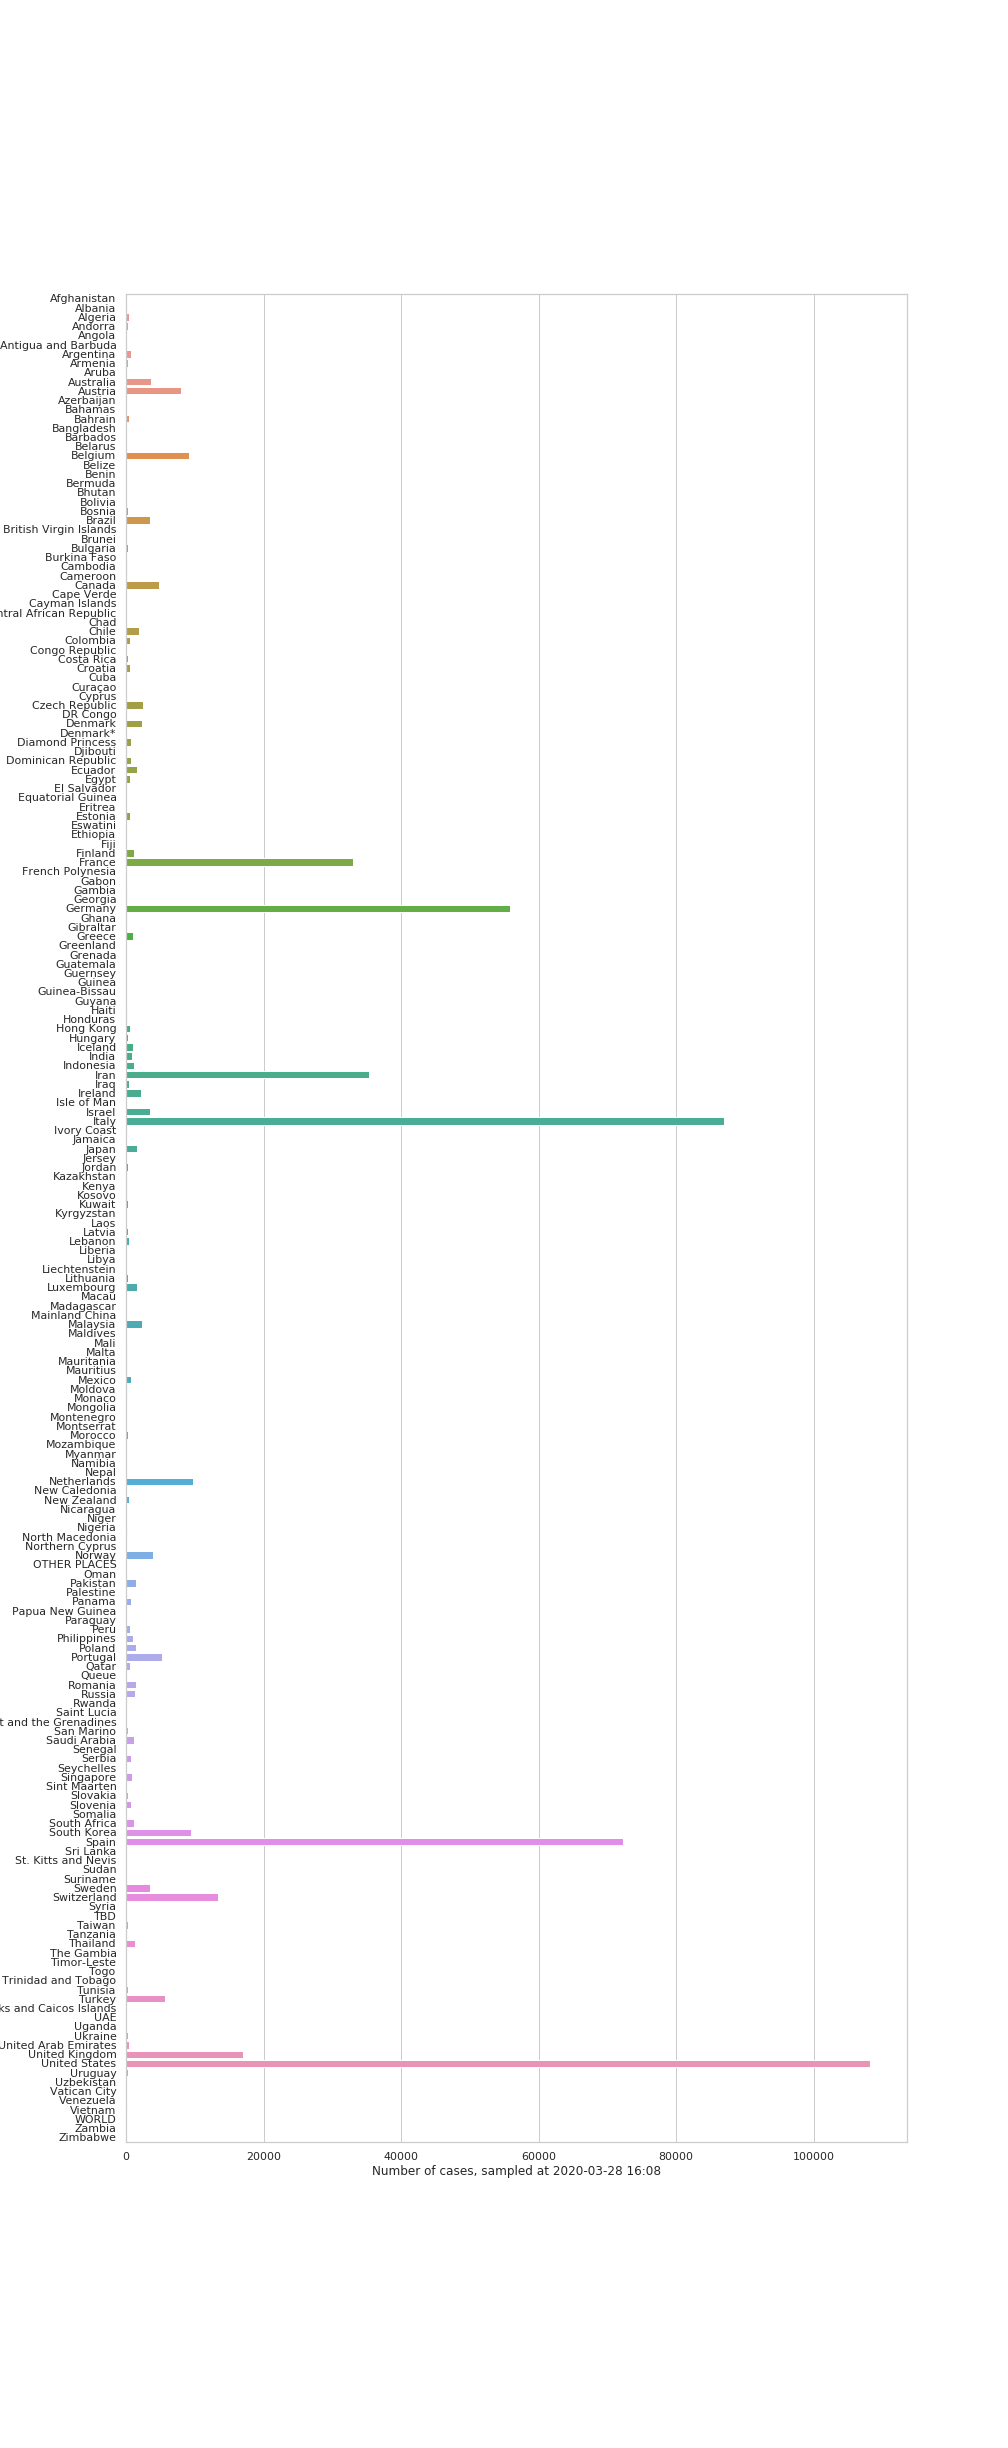 Afghanistan
Albania
Algeria
Andorra
Angola
Antigua and Barbuda
Argentina
Armenia
Aruba
Australia
Austria
Azerbaijan
Bahamas
Bahrain
Bangladesh
Barbados
Belarus
Belgium
Belize
Benin
Bermuda
Bhutan
Bolivia
Bosnia
Brazil
British Virgin Islands
Brunei
Bulgaria
Burkina Faso
Cambodia
Cameroon
Canada
Cape Verde
Cayman Islands
ntral African Republic
Chad
Chile
Colombia
Congo Republic
Costa Rica
Croatia
Cuba
Curaçao
Cyprus
Czech Republic
DR Congo
Denmark
Denmark*
Diamond Princess
Djibouti
Dominican Republic
Ecuador
Egypt
El Salvador
Equatorial Guinea
Eritrea
Estonia
Eswatini
Ethiopia
Fiji
Finland
France
French Polynesia
Gabon
Gambia
Georgia
Germany
Ghana
Gibraltar
Greece
Greenland
Grenada
Guatemala
Guernsey
Guinea
Guinea-Bissau
Guyana
Haiti
Honduras
Hong Kong
Hungary
Iceland
India
Indonesia
Iran
Iraq
Ireland
Isle of Man
Israel
Italy
Ivory Coast
Jamaica
Japan
Jersey
Jordan
Kazakhstan
Kenya
Kosovo
Kuwait
Kyrgyzstan
Laos
Latvia
Lebanon
Liberia
Libya
Liechtenstein
Lithuania
Luxembourg
Macau
Madagascar
Mainland China
Malaysia
Maldives
Mali
Malta
Mauritania
Mauritius
Mexico
Moldova
Monaco
Mongolia
Montenegro
Montserrat
Morocco
Mozambique
Myanmar
Namibia
Nepal
Netherlands
New Caledonia
New Zealand
Nicaragua
Niger
Nigeria
North Macedonia
Northern Cyprus
Norway
OTHER PLACES
Oman
Pakistan
Palestine
Panama
Papua New Guinea
Paraguay
Peru
Philippines
Poland
Portugal
Qatar
Queue
Romania
Russia
Rwanda
Saint Lucia
t and the Grenadines
San Marino
Saudi Arabia
Senegal
Serbia
Seychelles
Singapore
Sint Maarten
Slovakia
Slovenia
Somalia
South Africa
South Korea
Spain
Sri Lanka
St. Kitts and Nevis
Sudan
Suriname
Sweden
Switzerland
Syria
TBD
Taiwan
Tanzania
Thailand
The Gambia
Timor-Leste
Togo
Trinidad and Tobago
Tunisia
Turkey
ks and Caicos Islands
UAE
Uganda
Ukraine
United Arab Emirates
United Kingdom
United States
Uruguay
Uzbekistan
Vatican City
Venezuela
Vietnam
WORLD
Zambia
Zimbabwe
0 20000 40000 60000 80000 100000
Number of cases, sampled at 2020-03-28 16:08